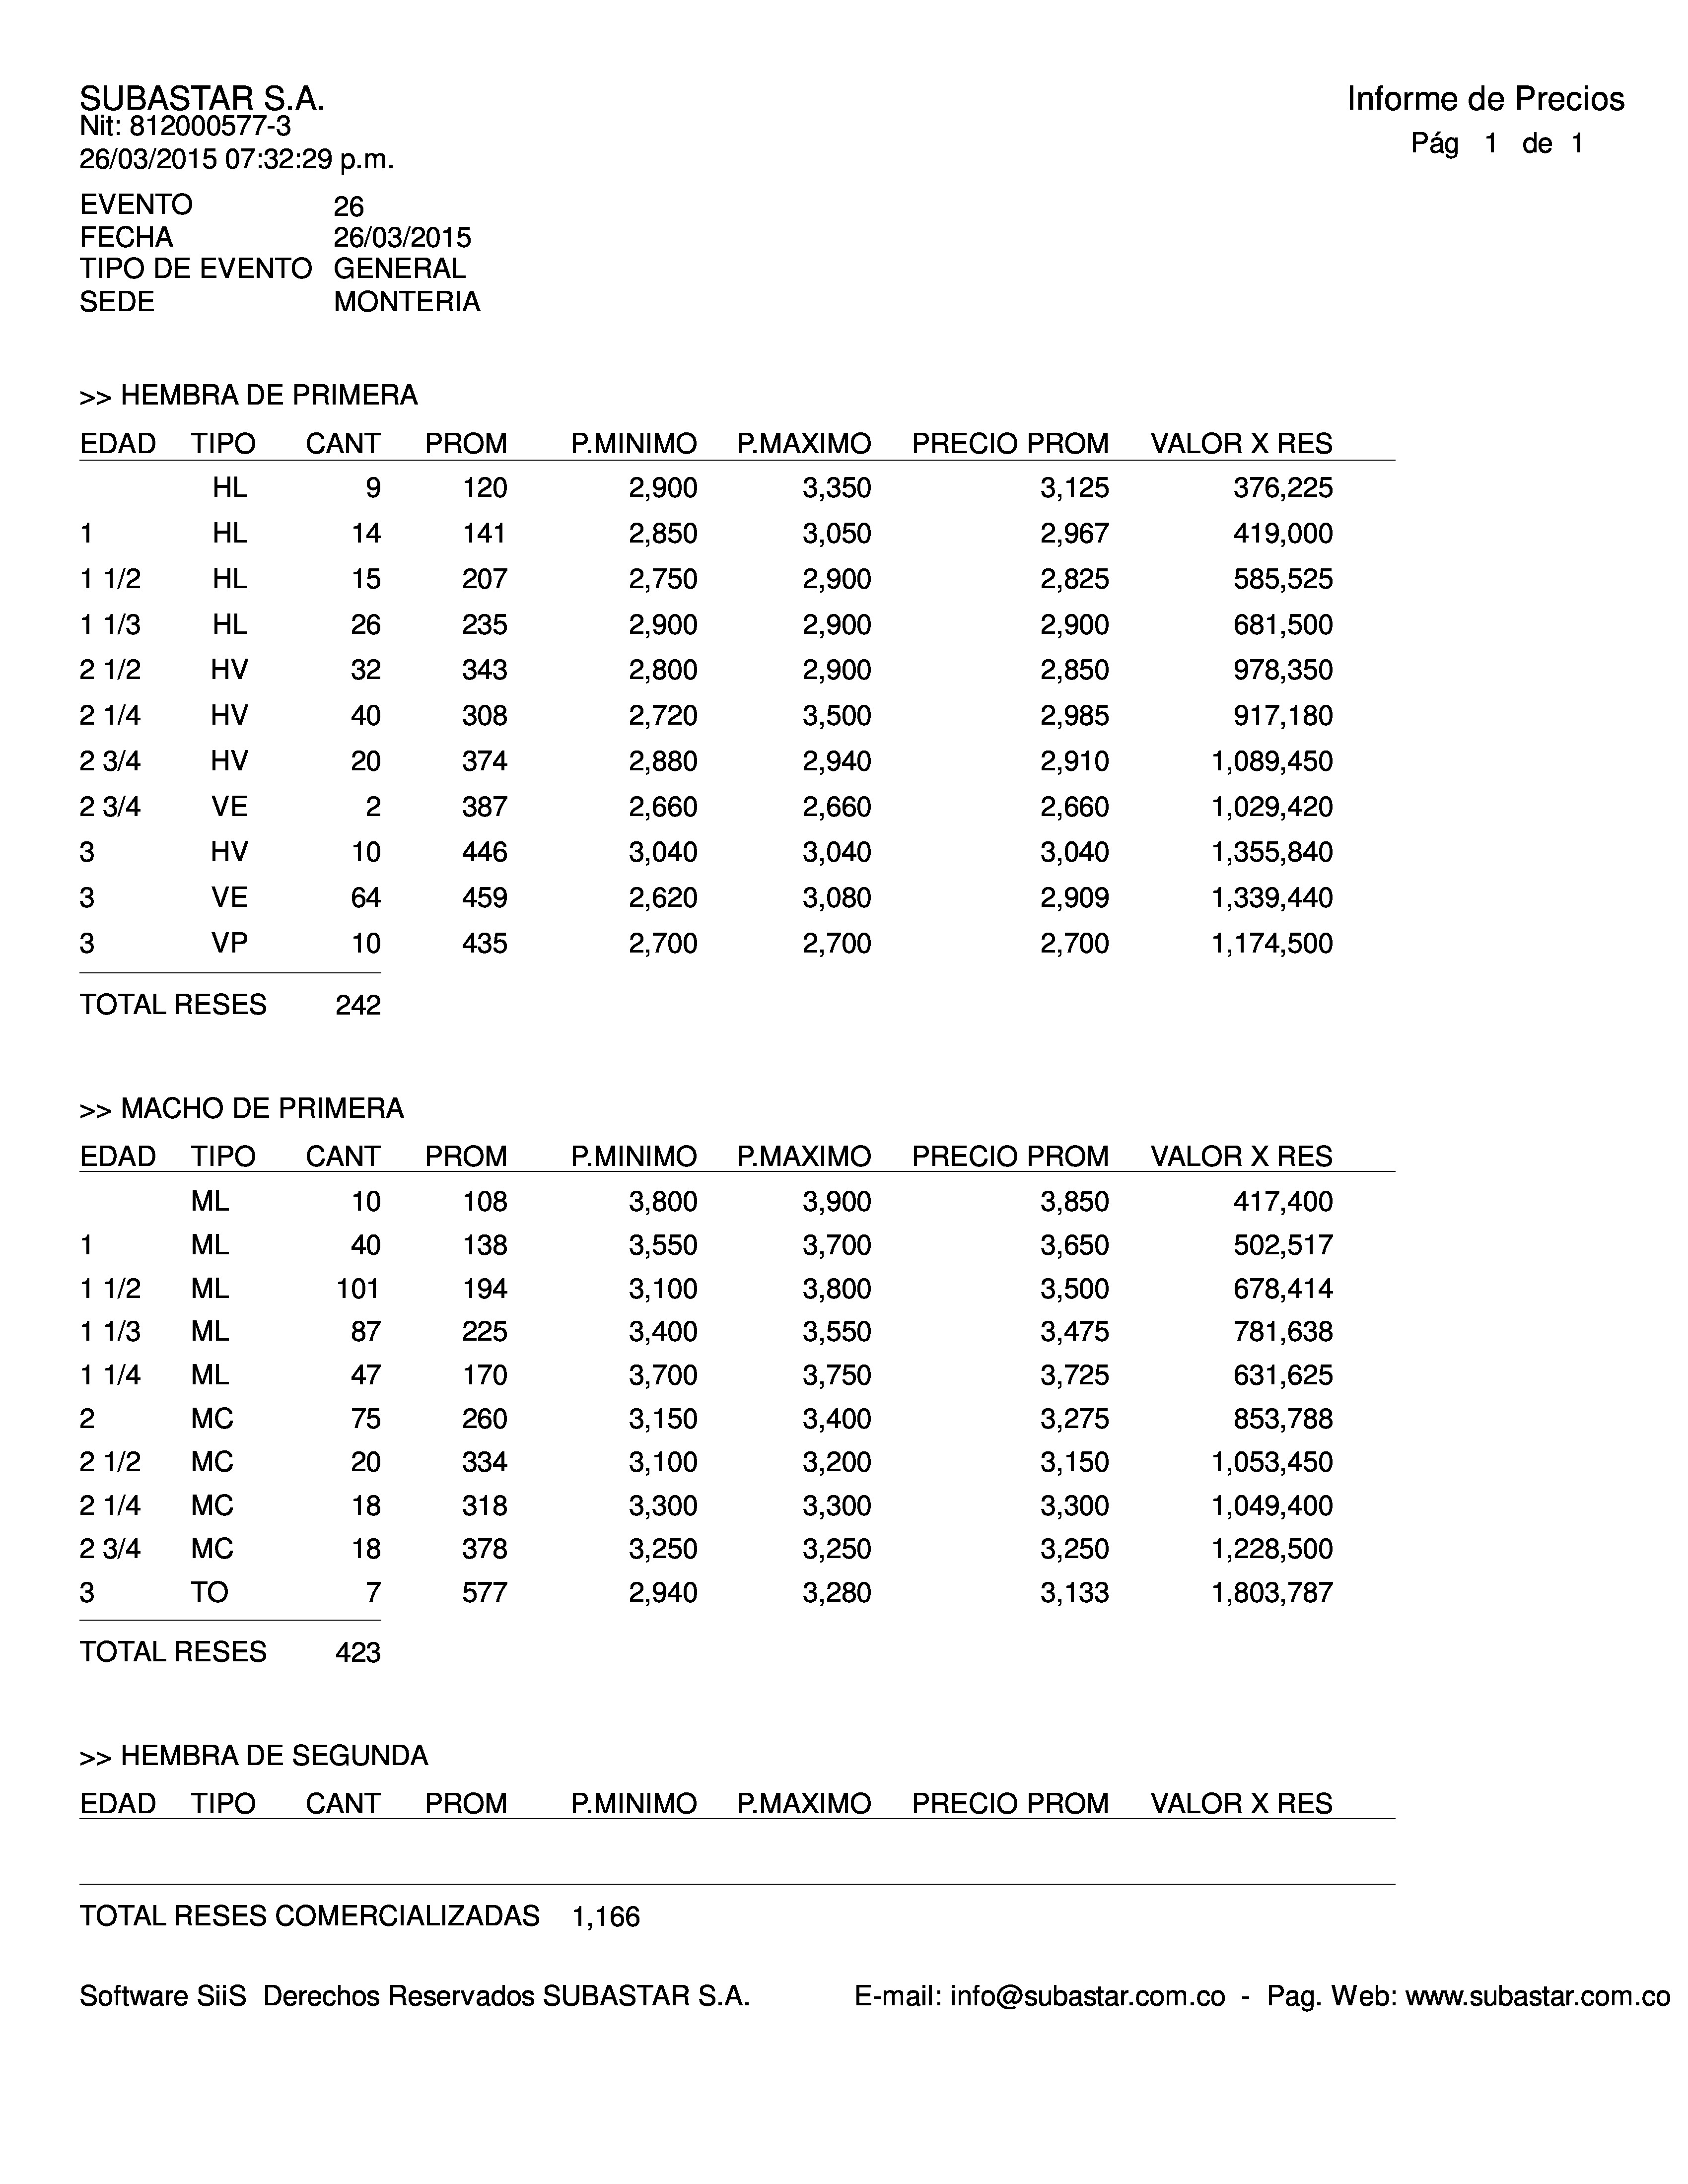 SUBASTAR S.A.
Informe de Precios
Nit: 812000577-3
Pág 1 de 1
26/03/2015 07:32:29 p.m.
EVENTO 26
FECHA 26/03/2015
TIPO DE EVENTO GENERAL
SEDE MONTERIA
>> HEMBRA DE PRIMERA
EDAD TIPO CANT PROM P.MINIMO P.MAXIMO PRECIO PROM VALOR X RES
HL 9 120 2,900 3,350 3,125 376,225
1 HL 14 141 2,850 3,050 2,967 419,000
1 1/2 HL 15 207 2,750 2,900 2,825 585,525
1 1/3 HL 26 235 2,900 2,900 2,900 681,500
2 1/2 HV 32 343 2,800 2,900 2,850 978,350
2 1/4 HV 40 308 2,720 3,500 2,985 917,180
2 3/4 HV 20 374 2,880 2,940 2,910 1,089,450
2 3/4 VE 2 387 2,660 2,660 2,660 1,029,420
3 HV 10 446 3,040 3,040 3,040 1,355,840
3 VE 64 459 2,620 3,080 2,909 1,339,440
3 VP 10 435 2,700 2,700 2,700 1,174,500
TOTAL RESES 242
>> MACHO DE PRIMERA
EDAD TIPO CANT PROM P.MINIMO P.MAXIMO PRECIO PROM VALOR X RES
ML 10 108 3,800 3,900 3,850 417,400
1 ML 40 138 3,550 3,700 3,650 502,517
1 1/2 ML 101 194 3,100 3,800 3,500 678,414
1 1/3 ML 87 225 3,400 3,550 3,475 781,638
1 1/4 ML 47 170 3,700 3,750 3,725 631,625
2 MC 75 260 3,150 3,400 3,275 853,788
2 1/2 MC 20 334 3,100 3,200 3,150 1,053,450
2 1/4 MC 18 318 3,300 3,300 3,300 1,049,400
2 3/4 MC 18 378 3,250 3,250 3,250 1,228,500
3 TO 7 577 2,940 3,280 3,133 1,803,787
TOTAL RESES 423
>> HEMBRA DE SEGUNDA
EDAD TIPO CANT PROM P.MINIMO P.MAXIMO PRECIO PROM VALOR X RES
TOTAL RESES COMERCIALIZADAS 1,166
Software SiiS Derechos Reservados SUBASTAR S.A. E-mail: info@subastar.com.co - Pag. Web: www.subastar.com.co